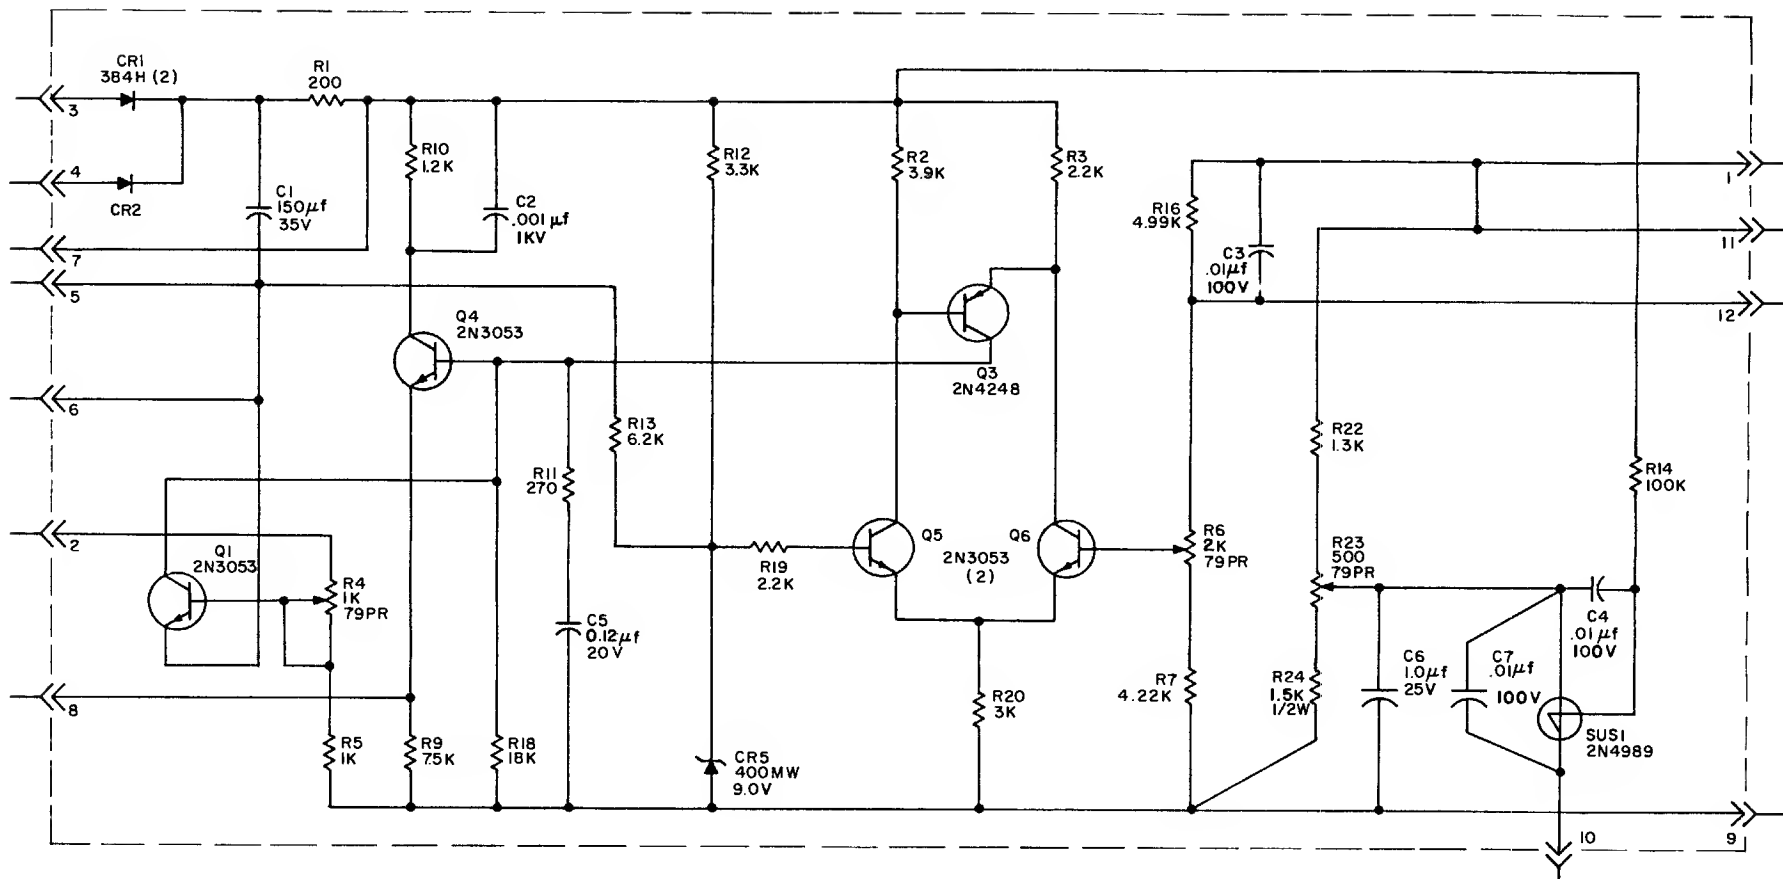 CR1
384H (2)
R1
200
3
4
CR2
C1
150µf
35V
7
5
6
2
8
R10
1.2K
C2
.001µf
1KV
R12
3.3K
R2
3.9K
R3
2.2K
R16
4.99K
C3
.01µf
100V
1
11
12
Q4
2N3053
Q3
2N4248
R13
6.2K
R11
270
R22
1.3K
R14
100K
Q1
2N3053
R4
1K
79PR
R19
2.2K
Q5
2N3053
(2)
Q6
R6
2K
79PR
R23
500
79PR
C4
.01µf
100V
C5
0.12µf
20V
R20
3K
R7
4.22K
R24
1.5K
1/2W
C6
1.0µf
25V
C7
.01µf
100V
SUS1
2N4989
R5
1K
R9
75K
R18
18K
CR5
400MW
9.0V
10
9